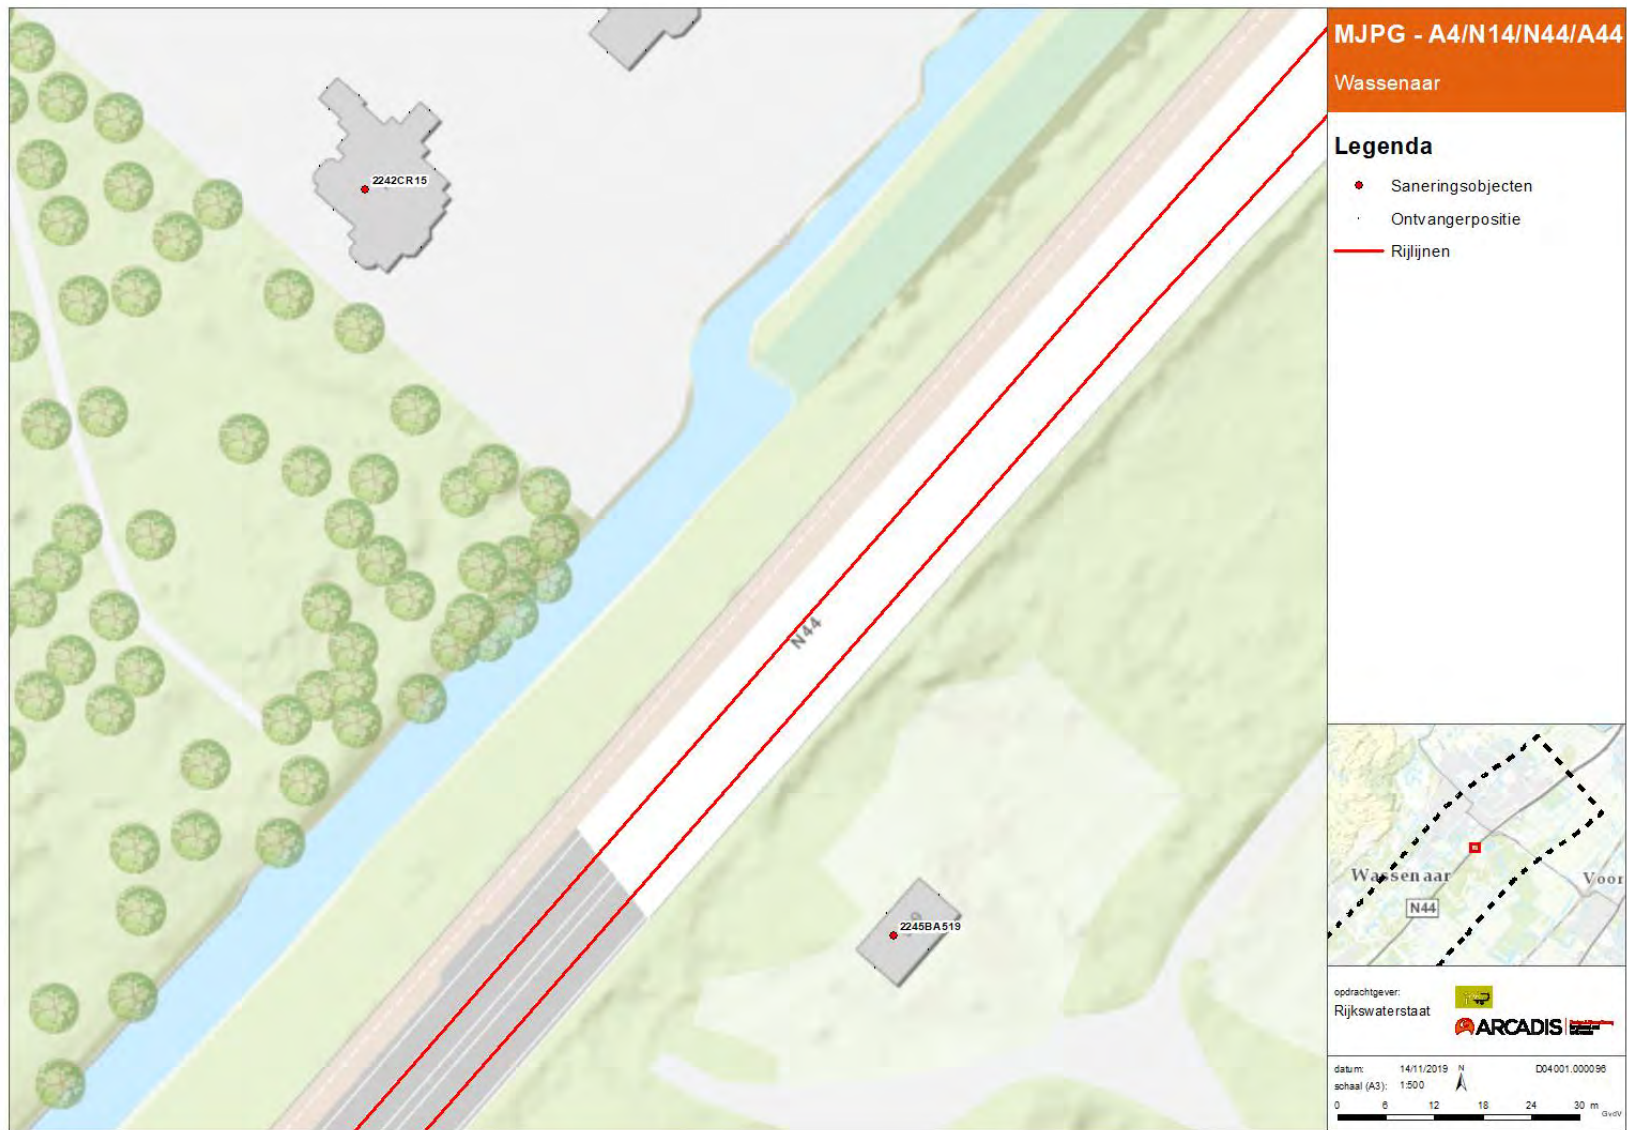 MJPG - A4/N14/N44/A44
Wassenaar
Legenda
Saneringsobjecten
Ontvangerpositie
Rijlijnen
2242CR15
N44
2245BA519
Wassenaar
Voor
N44
opdrachtgever:
Rijkswaterstaat
ARCADIS
datum: 14/11/2019 N D04001.000096
schaal (A3): 1:500
0 6 12 18 24 30 m
GvdV